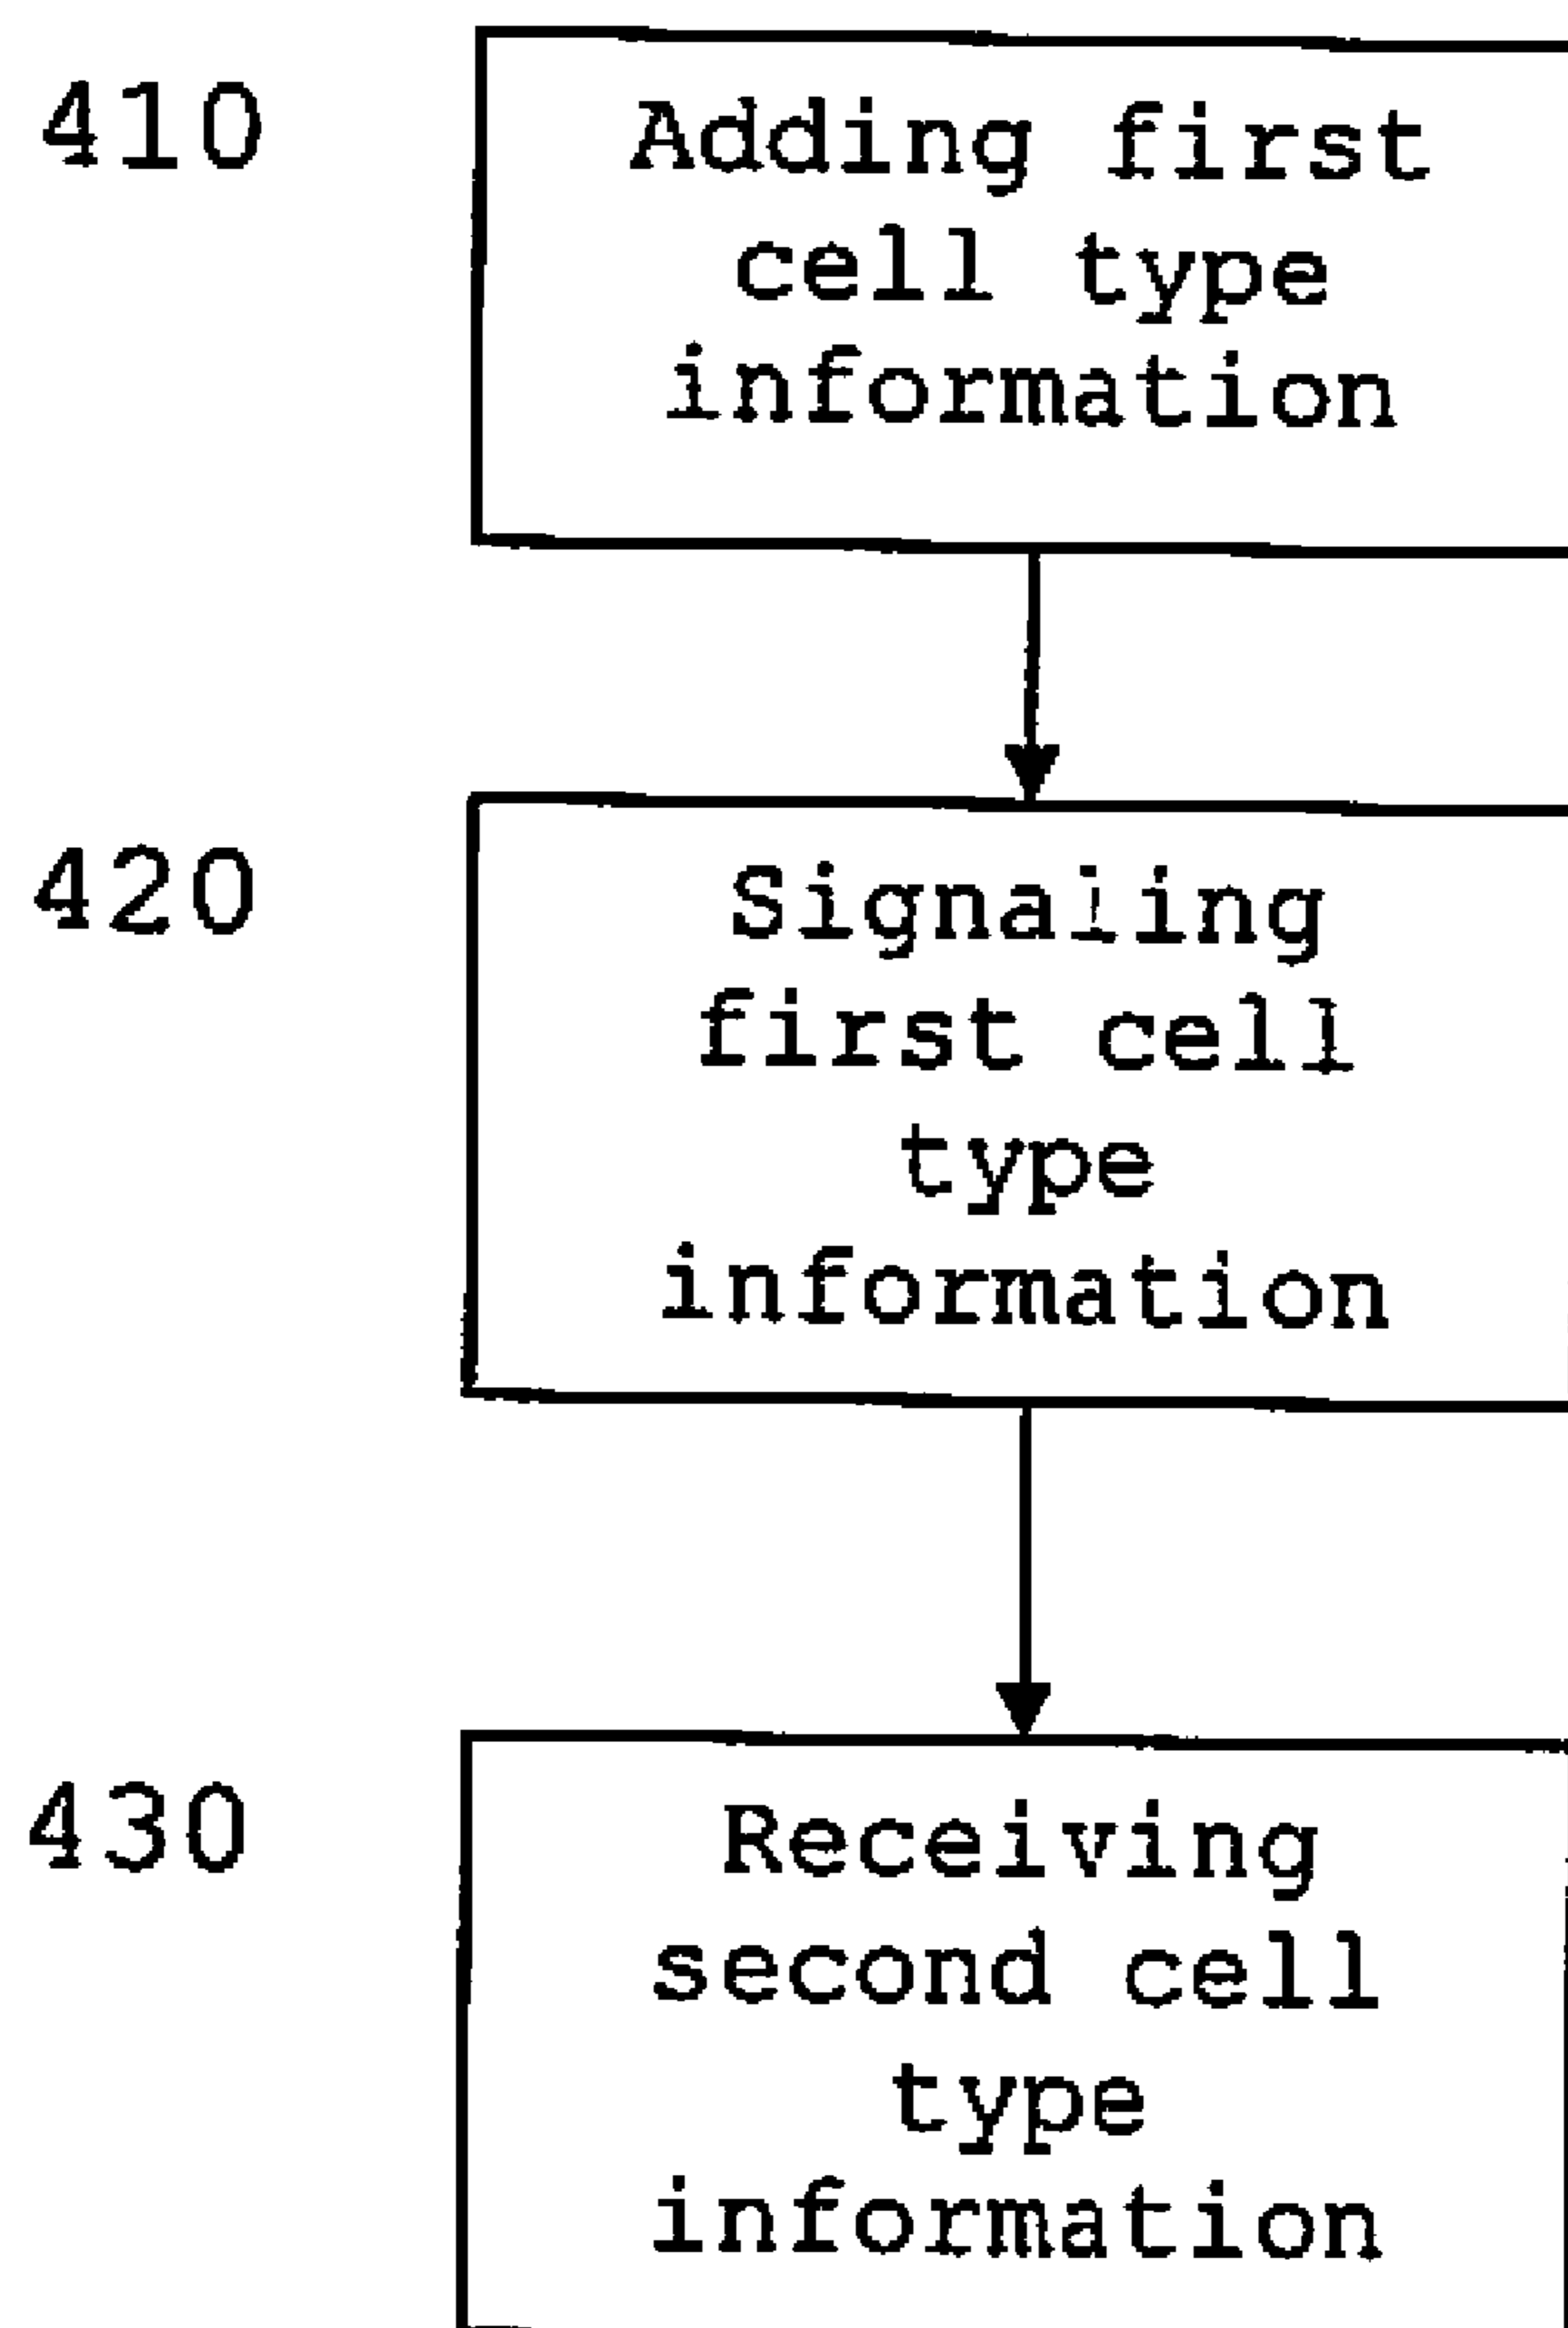 410
Adding first
cell type
information
420
Signaling
first cell
type
information
430
Receiving
second cell
type
information